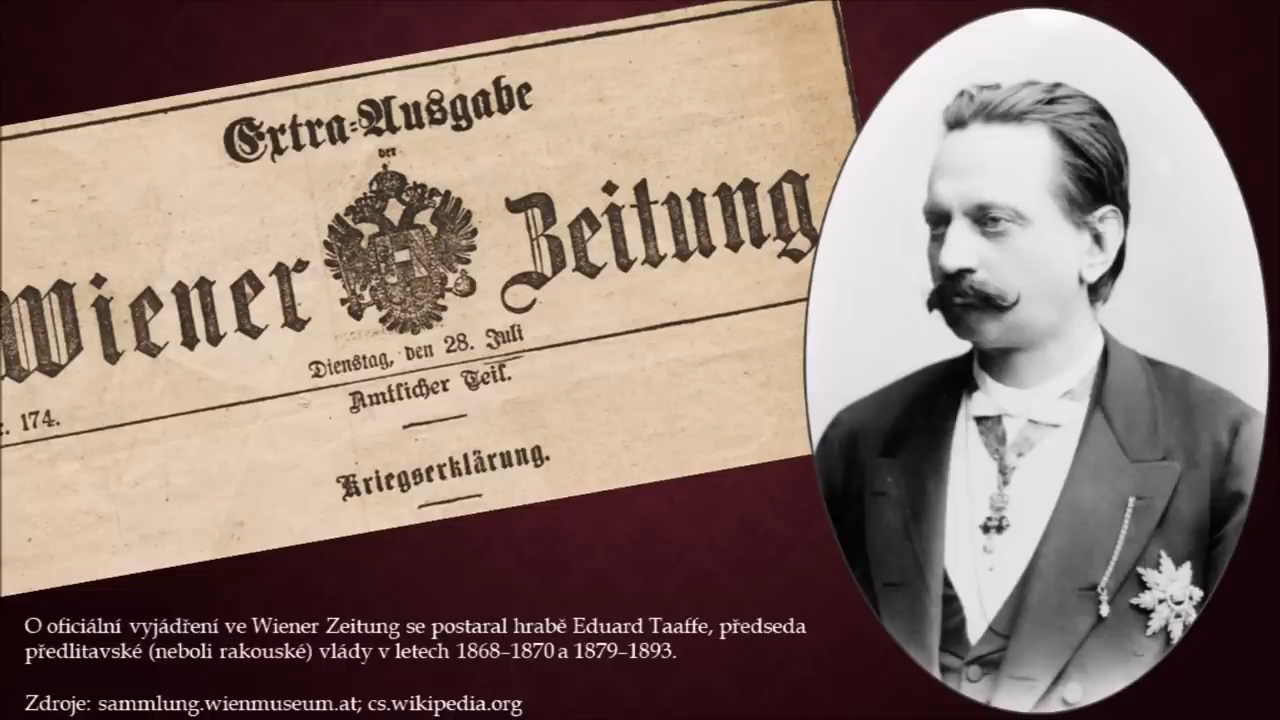 Extra-Ausgabe
der
Wiener Zeitung
Dienstag, den 28. Juli
174.
Amtlicher Teil.
Kriegserklärung.
O oficiální vyjádření ve Wiener Zeitung se postaral hrabě Eduard Taaffe, předseda
předlitavské (neboli rakouské) vlády v letech 1868–1870 a 1879–1893.
Zdroje: sammlung.wienmuseum.at; cs.wikipedia.org